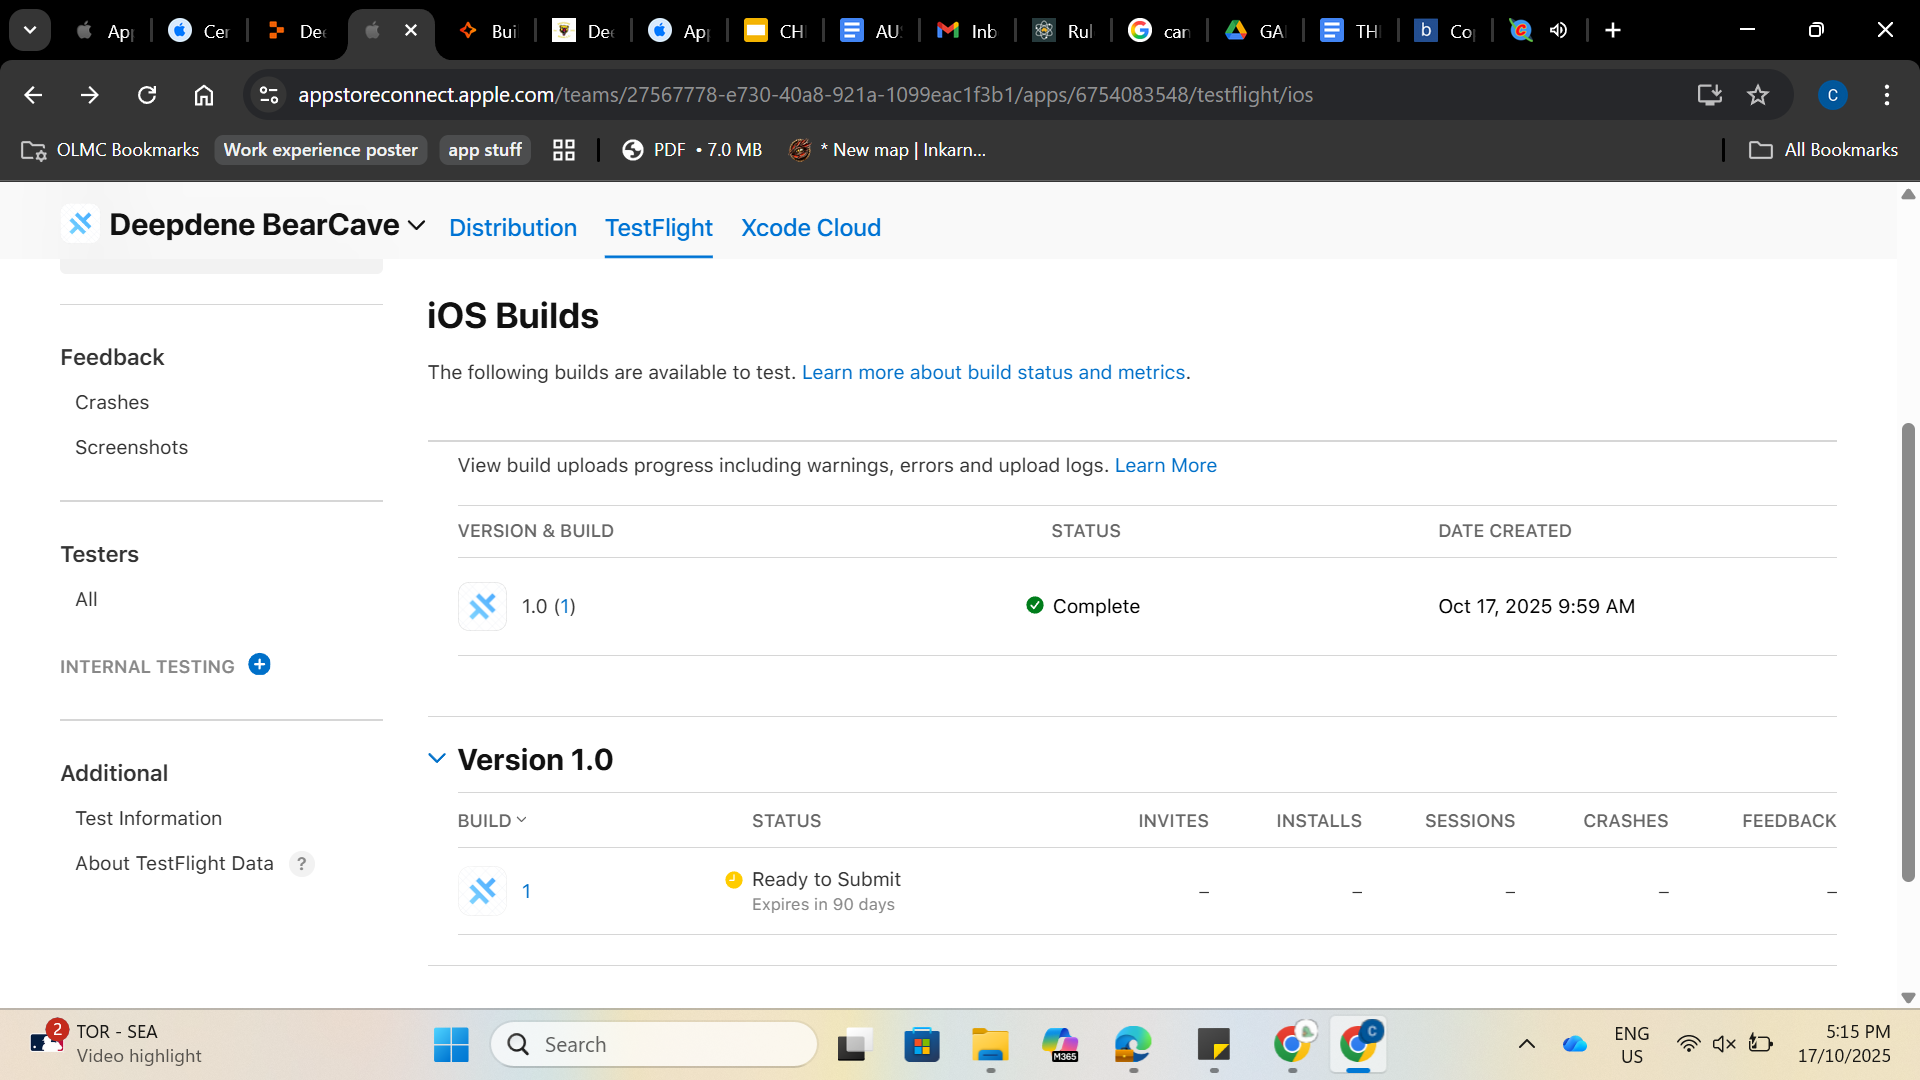 App
Cer
Dee
Buil
Dee
App
CH
AUS
Inb
Rul
can
GA
TH
Cop
appstoreconnect.apple.com/teams/27567778-e730-40a8-921a-1099eac1f3b1/apps/6754083548/testflight/ios
C
OLMC Bookmarks
Work experience poster
app stuff
PDF • 7.0 MB
* New map | Inkarn...
All Bookmarks
Deepdene BearCave
Distribution
TestFlight
Xcode Cloud
Feedback
Crashes
Screenshots
Testers
All
INTERNAL TESTING
Additional
Test Information
About TestFlight Data ?
iOS Builds
The following builds are available to test. Learn more about build status and metrics.
View build uploads progress including warnings, errors and upload logs. Learn More
VERSION & BUILD STATUS DATE CREATED
1.0 (1) Complete Oct 17, 2025 9:59 AM
Version 1.0
BUILD STATUS INVITES INSTALLS SESSIONS CRASHES FEEDBACK
1 Ready to Submit – – – – –
Expires in 90 days
2
TOR - SEA
Video highlight
Search
M365
C
ENG
US
5:15 PM
17/10/2025